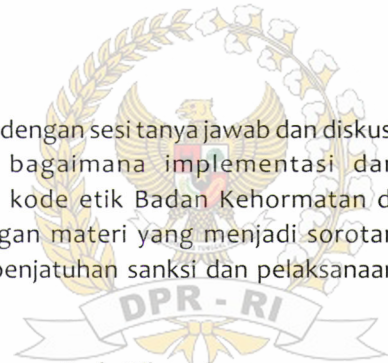 dengan sesi tanya jawab dan diskus
bagaimana implementasi dan
kode etik Badan Kehormatan d
gan materi yang menjadi sorotan
penjatuhan sanksi dan pelaksanaan
DPR - RI